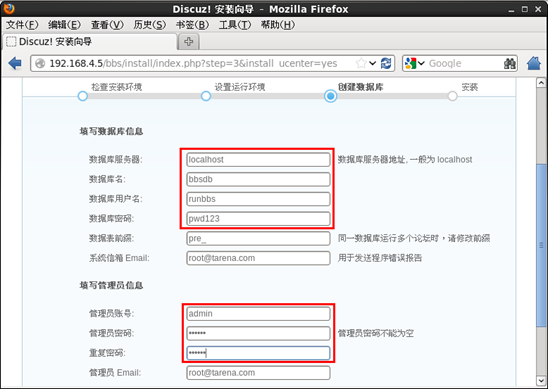 Discuz! 安装向导 - Mozilla Firefox
文件(F) 编辑(E) 查看(V) 历史(S) 书签(B) 工具(T) 帮助(H)
Discuz! 安装向导
192.168.4.5/bbs/install/index.php?step=3&install_ucenter=yes
Google
检查安装环境 设置运行环境 创建数据库 安装
填写数据库信息
数据库服务器: localhost 数据库服务器地址, 一般为 localhost
数据库名: bbsdb
数据库用户名: runbbs
数据库密码: pwd123
数据表前缀: pre_ 同一数据库运行多个论坛时，请修改前缀
系统信箱 Email: root@tarena.com 用于发送程序错误报告
填写管理员信息
管理员账号: admin
管理员密码: •••••• 管理员密码不能为空
重复密码: ••••••
管理员 Email: root@tarena.com